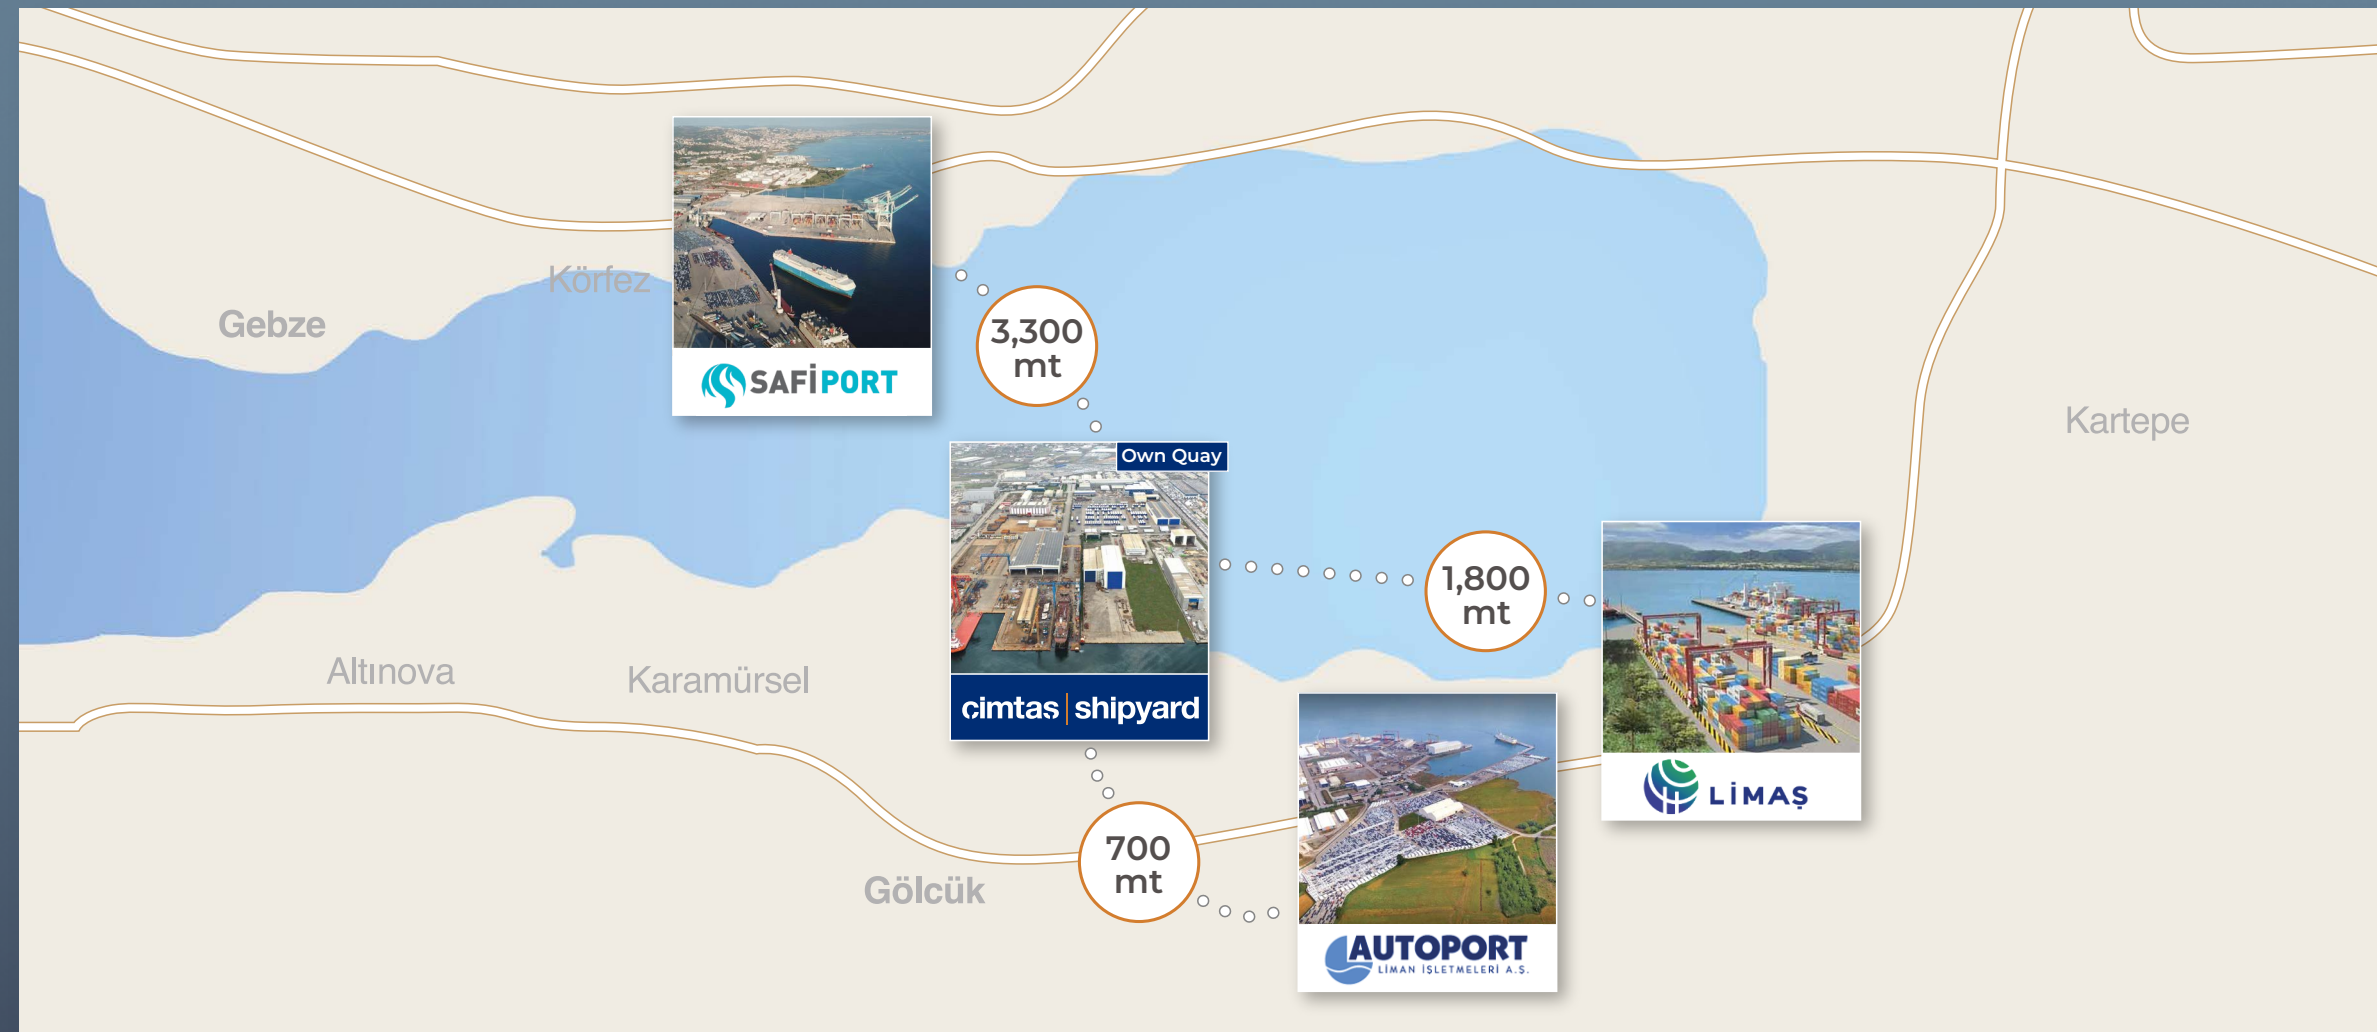 Körfez
Gebze
SAFİPORT
3,300
mt
Kartepe
Own Quay
cimtas shipyard
1,800
mt
LİMAŞ
Altınova
Karamürsel
700
mt
Gölcük
AUTOPORT
LİMAN İŞLETMELERİ A.Ş.